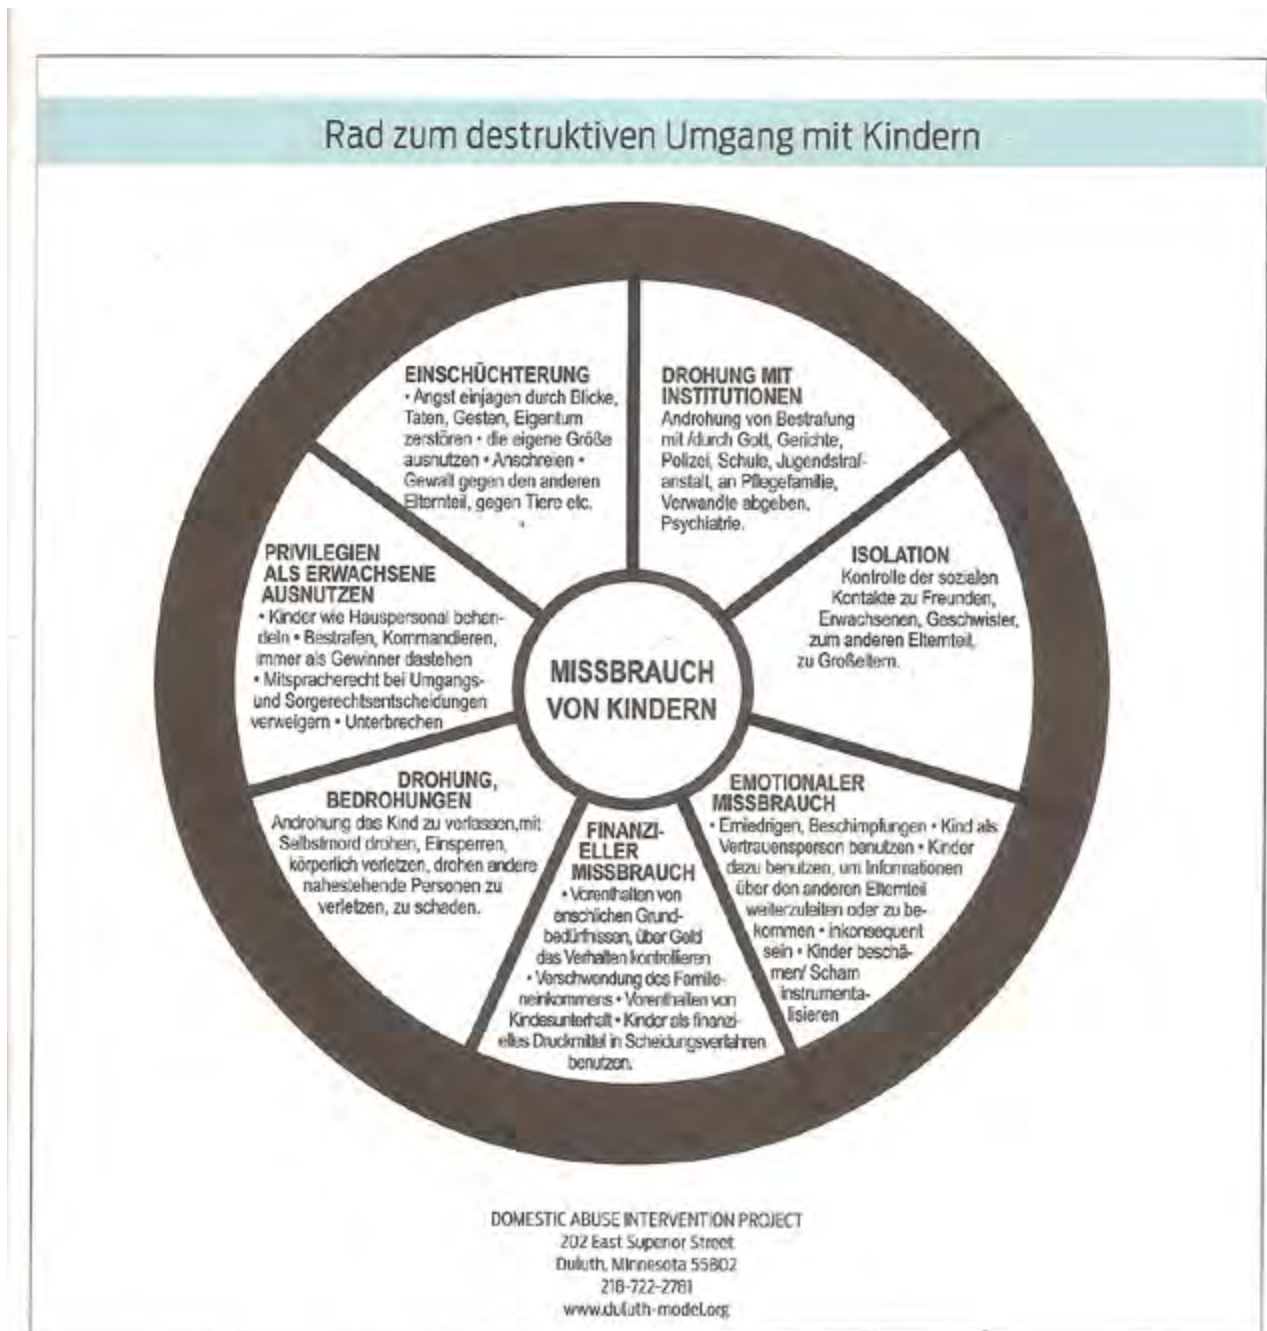 Rad zum destruktiven Umgang mit Kindern
EINSCHÜCHTERUNG
• Angst einjagen durch Blicke,
Taten, Gesten, Eigentum
zerstören • die eigene Größe
ausnutzen • Anschreien •
Gewalt gegen den anderen
Elternteil, gegen Tiere etc.
DROHUNG MIT
INSTITUTIONEN
Androhung von Bestrafung
mit /durch Gott, Gerichte,
Polizei, Schule, Jugendstraf-
anstalt, an Pflegefamilie,
Verwandte abgeben,
Psychiatrie.
ISOLATION
Kontrolle der sozialen
Kontakte zu Freunden,
Erwachsenen, Geschwister,
zum anderen Elternteil,
zu Großeltern.
EMOTIONALER
MISSBRAUCH
• Erniedrigen, Beschimpfungen • Kind als
Vertrauensperson benutzen • Kinder
dazu benutzen, um Informationen
über den anderen Elternteil
weiterzuleiten oder zu be-
kommen • inkonsequent
sein • Kinder beschä-
men/ Scham
instrumenta-
lisieren
FINANZI-
ELLER
MISSBRAUCH
• Vorenthalten von
enschlichen Grund-
bedürfnissen, über Geld
das Verhalten kontrollieren
• Verschwendung des Familie-
neinkommens • Vorenthalten von
Kindesunterhalt • Kinder als finanzi-
elles Druckmittel in Scheidungsverfahren
benutzen.
DROHUNG,
BEDROHUNGEN
Androhung das Kind zu verlassen,mit
Selbstmord drohen, Einsperren,
körperlich verletzen, drohen andere
nahestehende Personen zu
verletzen, zu schaden.
PRIVILEGIEN
ALS ERWACHSENE
AUSNUTZEN
• Kinder wie Hauspersonal behan-
deln • Bestrafen, Kommandieren,
immer als Gewinner dastehen
• Mitspracherecht bei Umgangs-
und Sorgerechtsentscheidungen
verweigern • Unterbrechen
MISSBRAUCH
VON KINDERN
DOMESTIC ABUSE INTERVENTION PROJECT
202 East Superior Street
Duluth, Minnesota 55802
218-722-2781
www.duluth-model.org